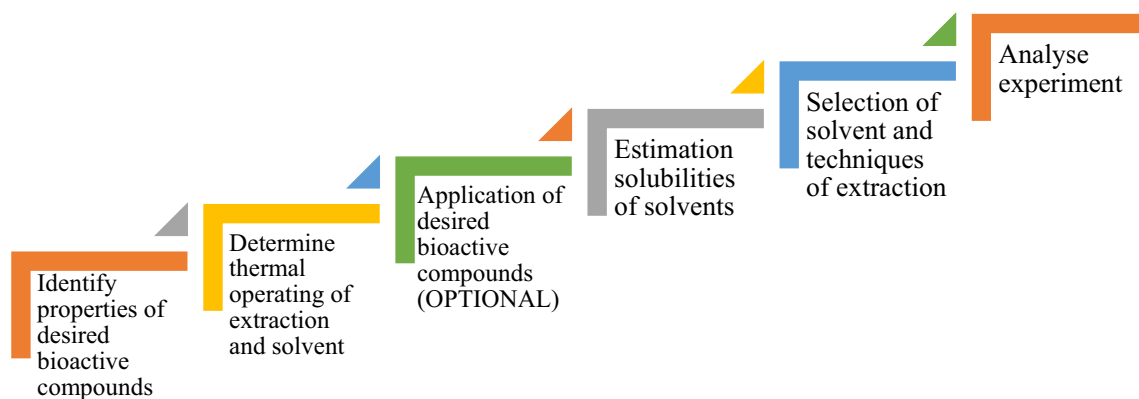 Identify
properties of
desired
bioactive
compounds
Determine
thermal
operating of
extraction
and solvent
Application of
desired
bioactive
compounds
(OPTIONAL)
Estimation
solubilities
of solvents
Selection of
solvent and
techniques
of extraction
Analyse
experiment